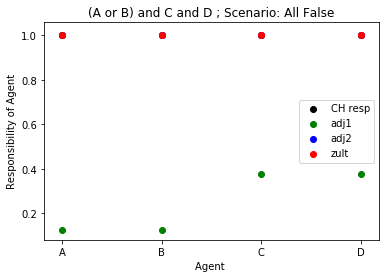 (A or B) and C and D ; Scenario: All False
Responsibility of Agent
1.0
0.8
0.6
0.4
0.2
CH resp
adj1
adj2
zult
A B C D
Agent